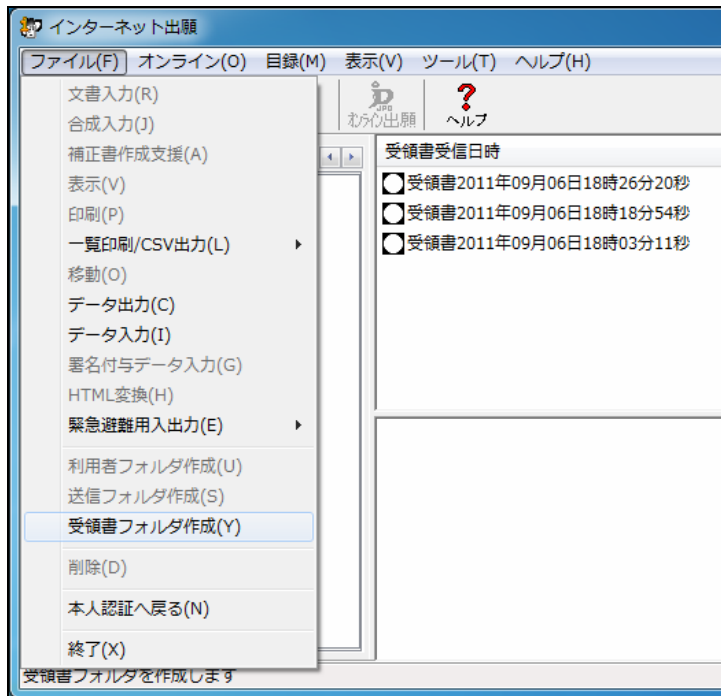 インターネット出願
ファイル(F) オンライン(O) 目録(M) 表示(V) ツール(T) ヘルプ(H)
文書入力(R)
合成入力(J)
補正書作成支援(A)
表示(V)
印刷(P)
一覧印刷/CSV出力(L)
移動(O)
データ出力(C)
データ入力(I)
署名付与データ入力(G)
HTML変換(H)
緊急避難用入出力(E)
利用者フォルダ作成(U)
送信フォルダ作成(S)
受領書フォルダ作成(Y)
削除(D)
本人認証へ戻る(N)
終了(X)
JPO
オンライン出願
ヘルプ
受領書受信日時
受領書2011年09月06日18時26分20秒
受領書2011年09月06日18時18分54秒
受領書2011年09月06日18時03分11秒
受領書フォルダを作成します